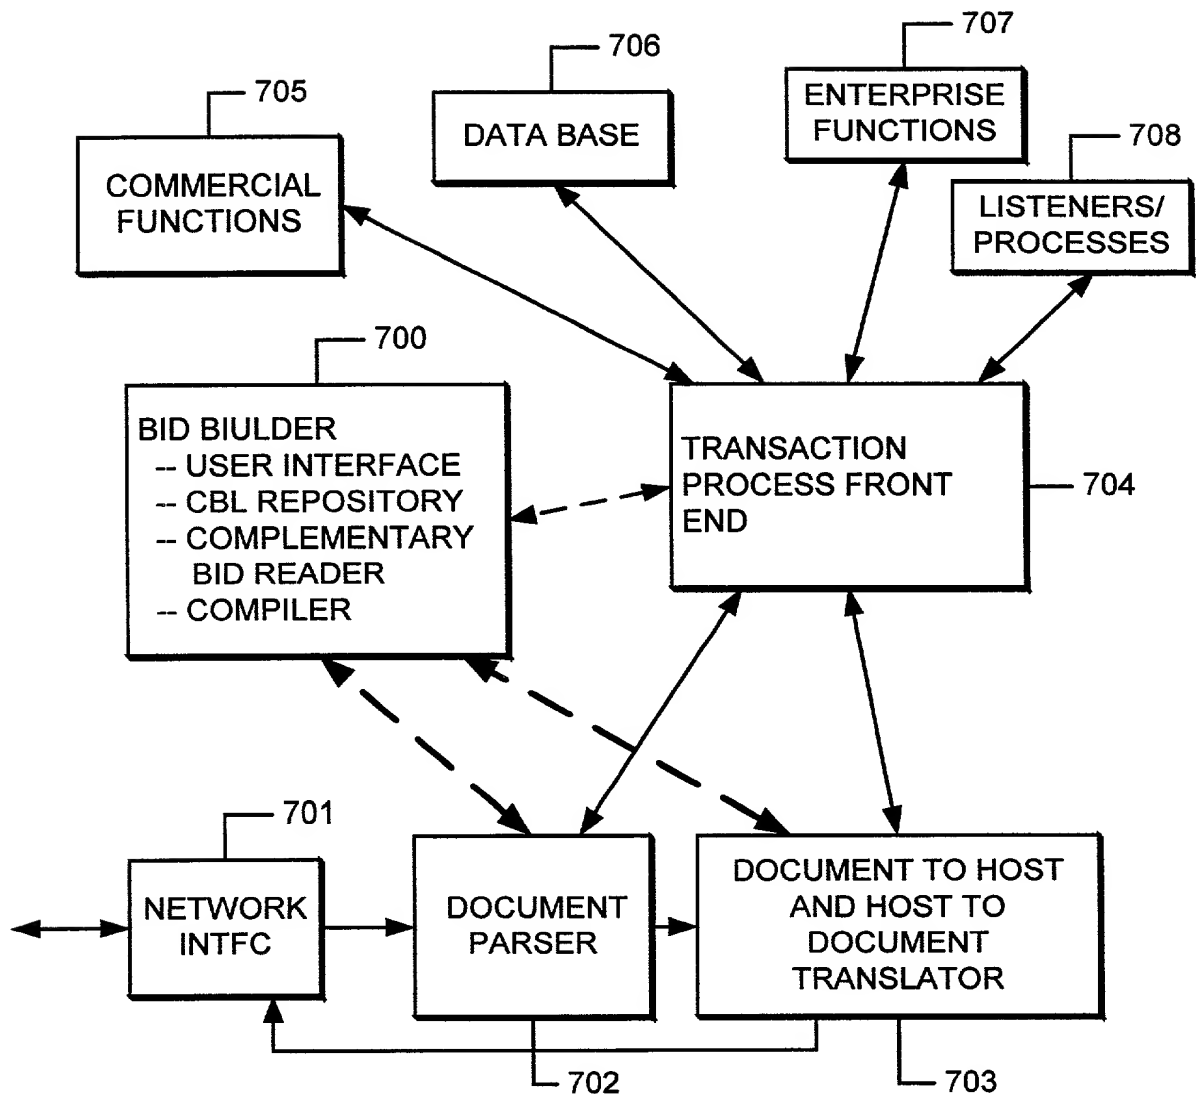 707
706
705
ENTERPRISE
FUNCTIONS
DATA BASE
708
COMMERCIAL
FUNCTIONS
LISTENERS/
PROCESSES
700
BID BIULDER
-- USER INTERFACE
-- CBL REPOSITORY
-- COMPLEMENTARY
BID READER
-- COMPILER
TRANSACTION
PROCESS FRONT
END
704
701
NETWORK
INTFC
DOCUMENT
PARSER
DOCUMENT TO HOST
AND HOST TO
DOCUMENT
TRANSLATOR
702
703